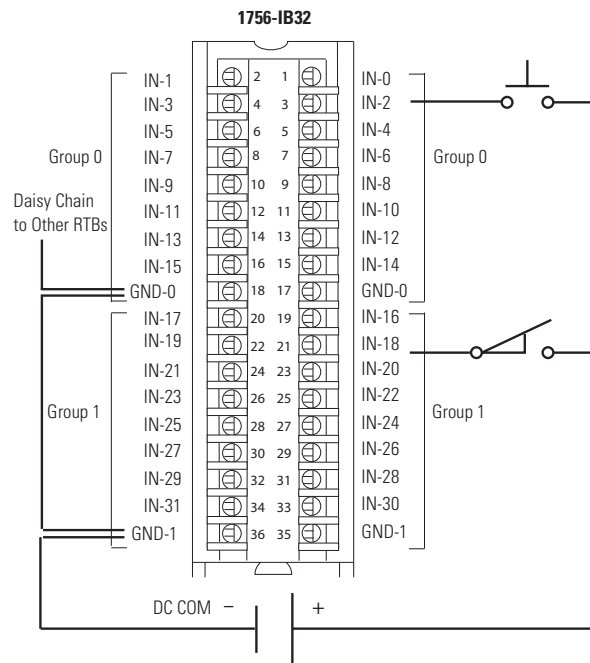 1756-IB32
IN-1 2 1 IN-0
IN-3 4 3 IN-2
IN-5 6 5 IN-4
Group 0 IN-7 8 7 IN-6 Group 0
IN-9 10 9 IN-8
Daisy Chain
to Other RTBs
IN-11 12 11 IN-10
IN-13 14 13 IN-12
IN-15 16 15 IN-14
GND-0 18 17 GND-0
IN-17 20 19 IN-16
IN-19 22 21 IN-18
IN-21 24 23 IN-20
IN-23 26 25 IN-22
Group 1 Group 1
IN-25 28 27 IN-24
IN-27 30 29 IN-26
IN-29 32 31 IN-28
IN-31 34 33 IN-30
GND-1 36 35 GND-1
DC COM − +